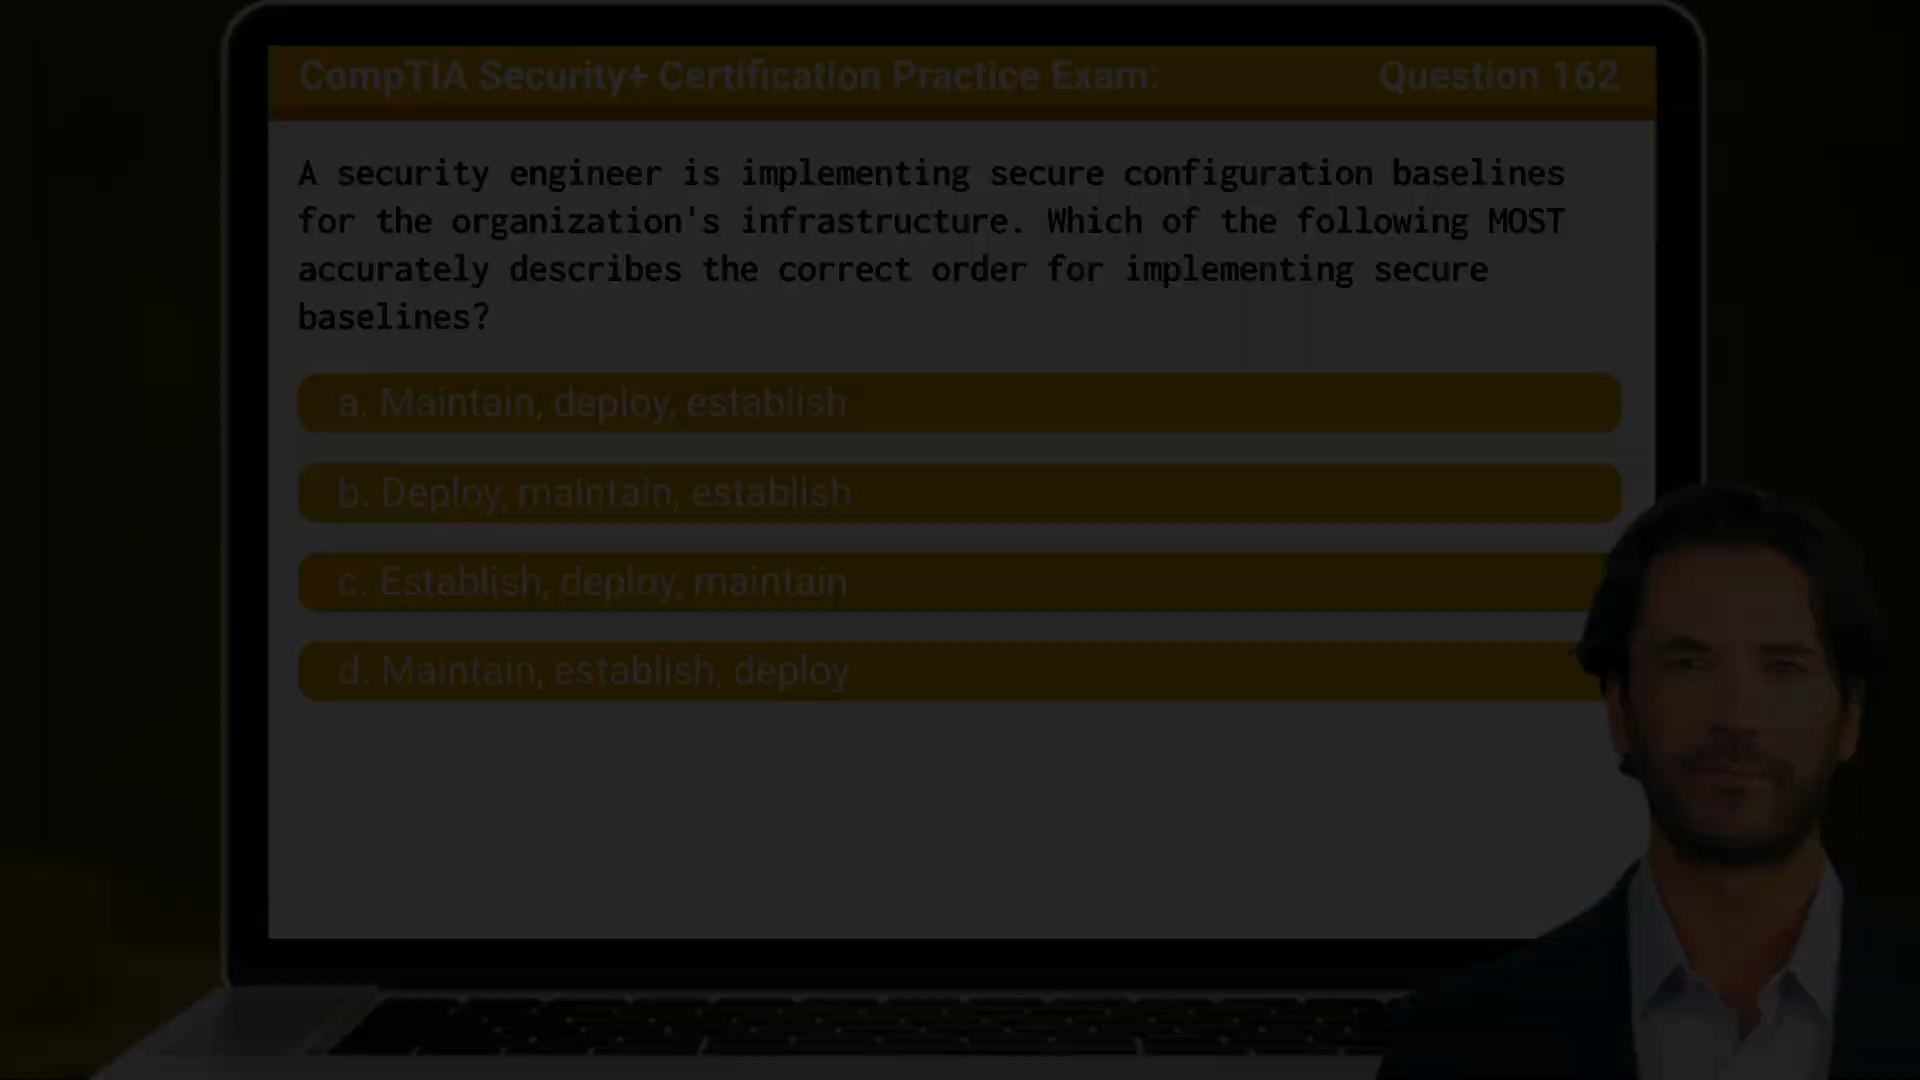 CompTIA Security+ Certification Practice Exam: Question 162
A security engineer is implementing secure configuration baselines
for the organization's infrastructure. Which of the following MOST
accurately describes the correct order for implementing secure
baselines?
a. Maintain, deploy, establish
b. Deploy, maintain, establish
c. Establish, deploy, maintain
d. Maintain, establish, deploy